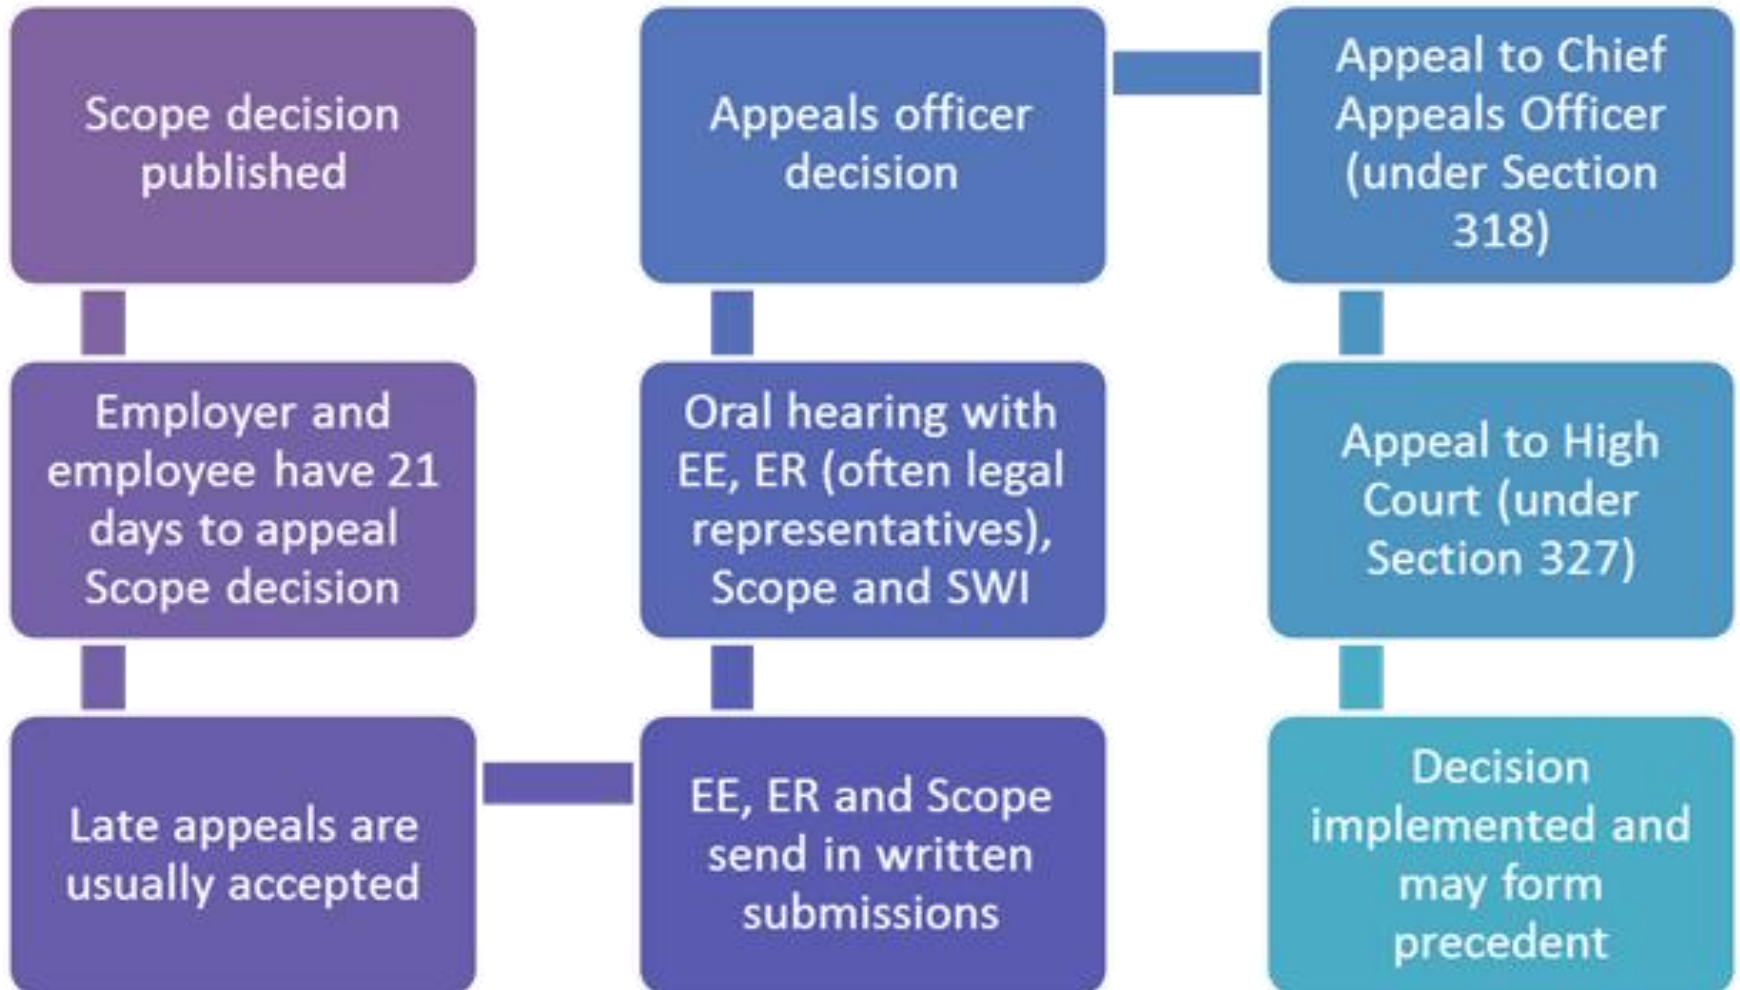 Scope decision
published
Employer and
employee have 21
days to appeal
Scope decision
Late appeals are
usually accepted
EE, ER and Scope
send in written
submissions
Oral hearing with
EE, ER (often legal
representatives),
Scope and SWI
Appeals officer
decision
Appeal to Chief
Appeals Officer
(under Section
318)
Appeal to High
Court (under
Section 327)
Decision
implemented and
may form
precedent